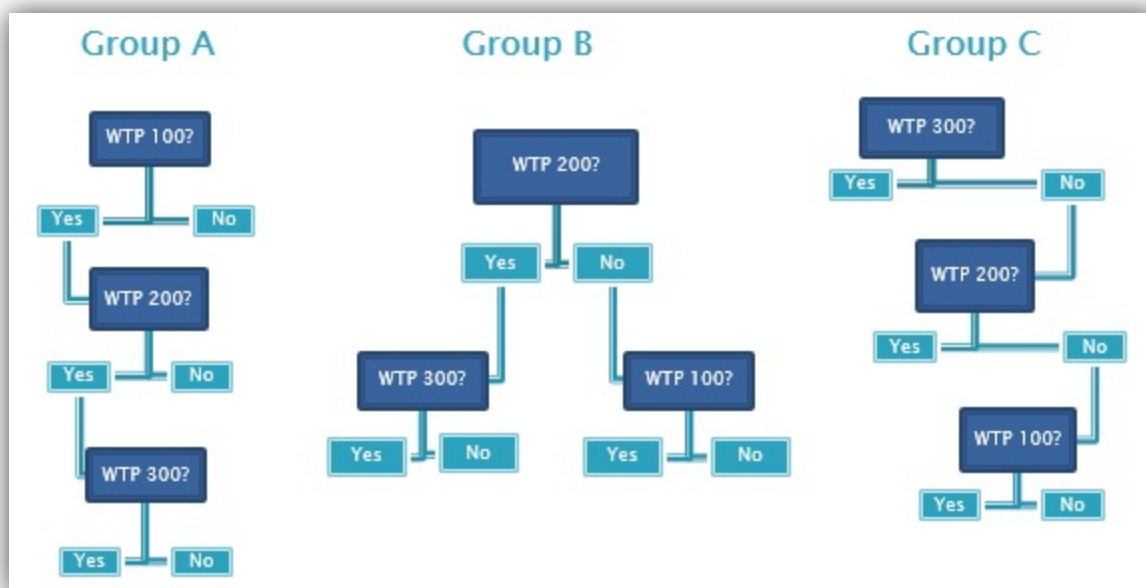 Group A
WTP 100?
Yes
No
WTP 200?
Yes
No
WTP 300?
Yes
No
Group B
WTP 200?
Yes
No
WTP 300?
Yes
No
WTP 100?
Yes
No
Group C
WTP 300?
Yes
No
WTP 200?
Yes
No
WTP 100?
Yes
No